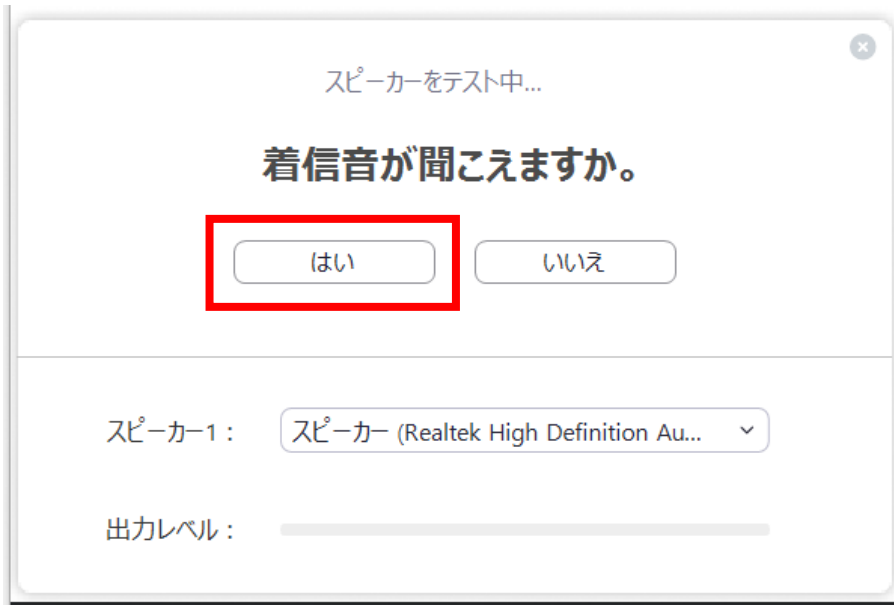 スピーカーをテスト中...
着信音が聞こえますか。
はい いいえ
スピーカー1： スピーカー (Realtek High Definition Au...
出力レベル：